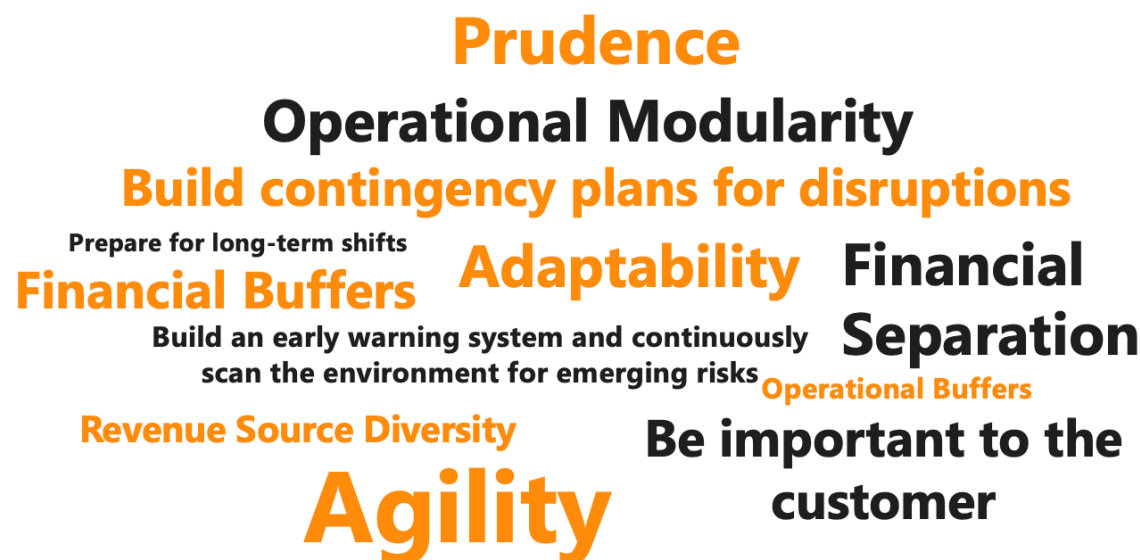 Prudence
Operational Modularity
Build contingency plans for disruptions
Prepare for long-term shifts
Financial Buffers
Adaptability
Financial
Separation
Build an early warning system and continuously
scan the environment for emerging risks
Operational Buffers
Revenue Source Diversity
Be important to the
customer
Agility